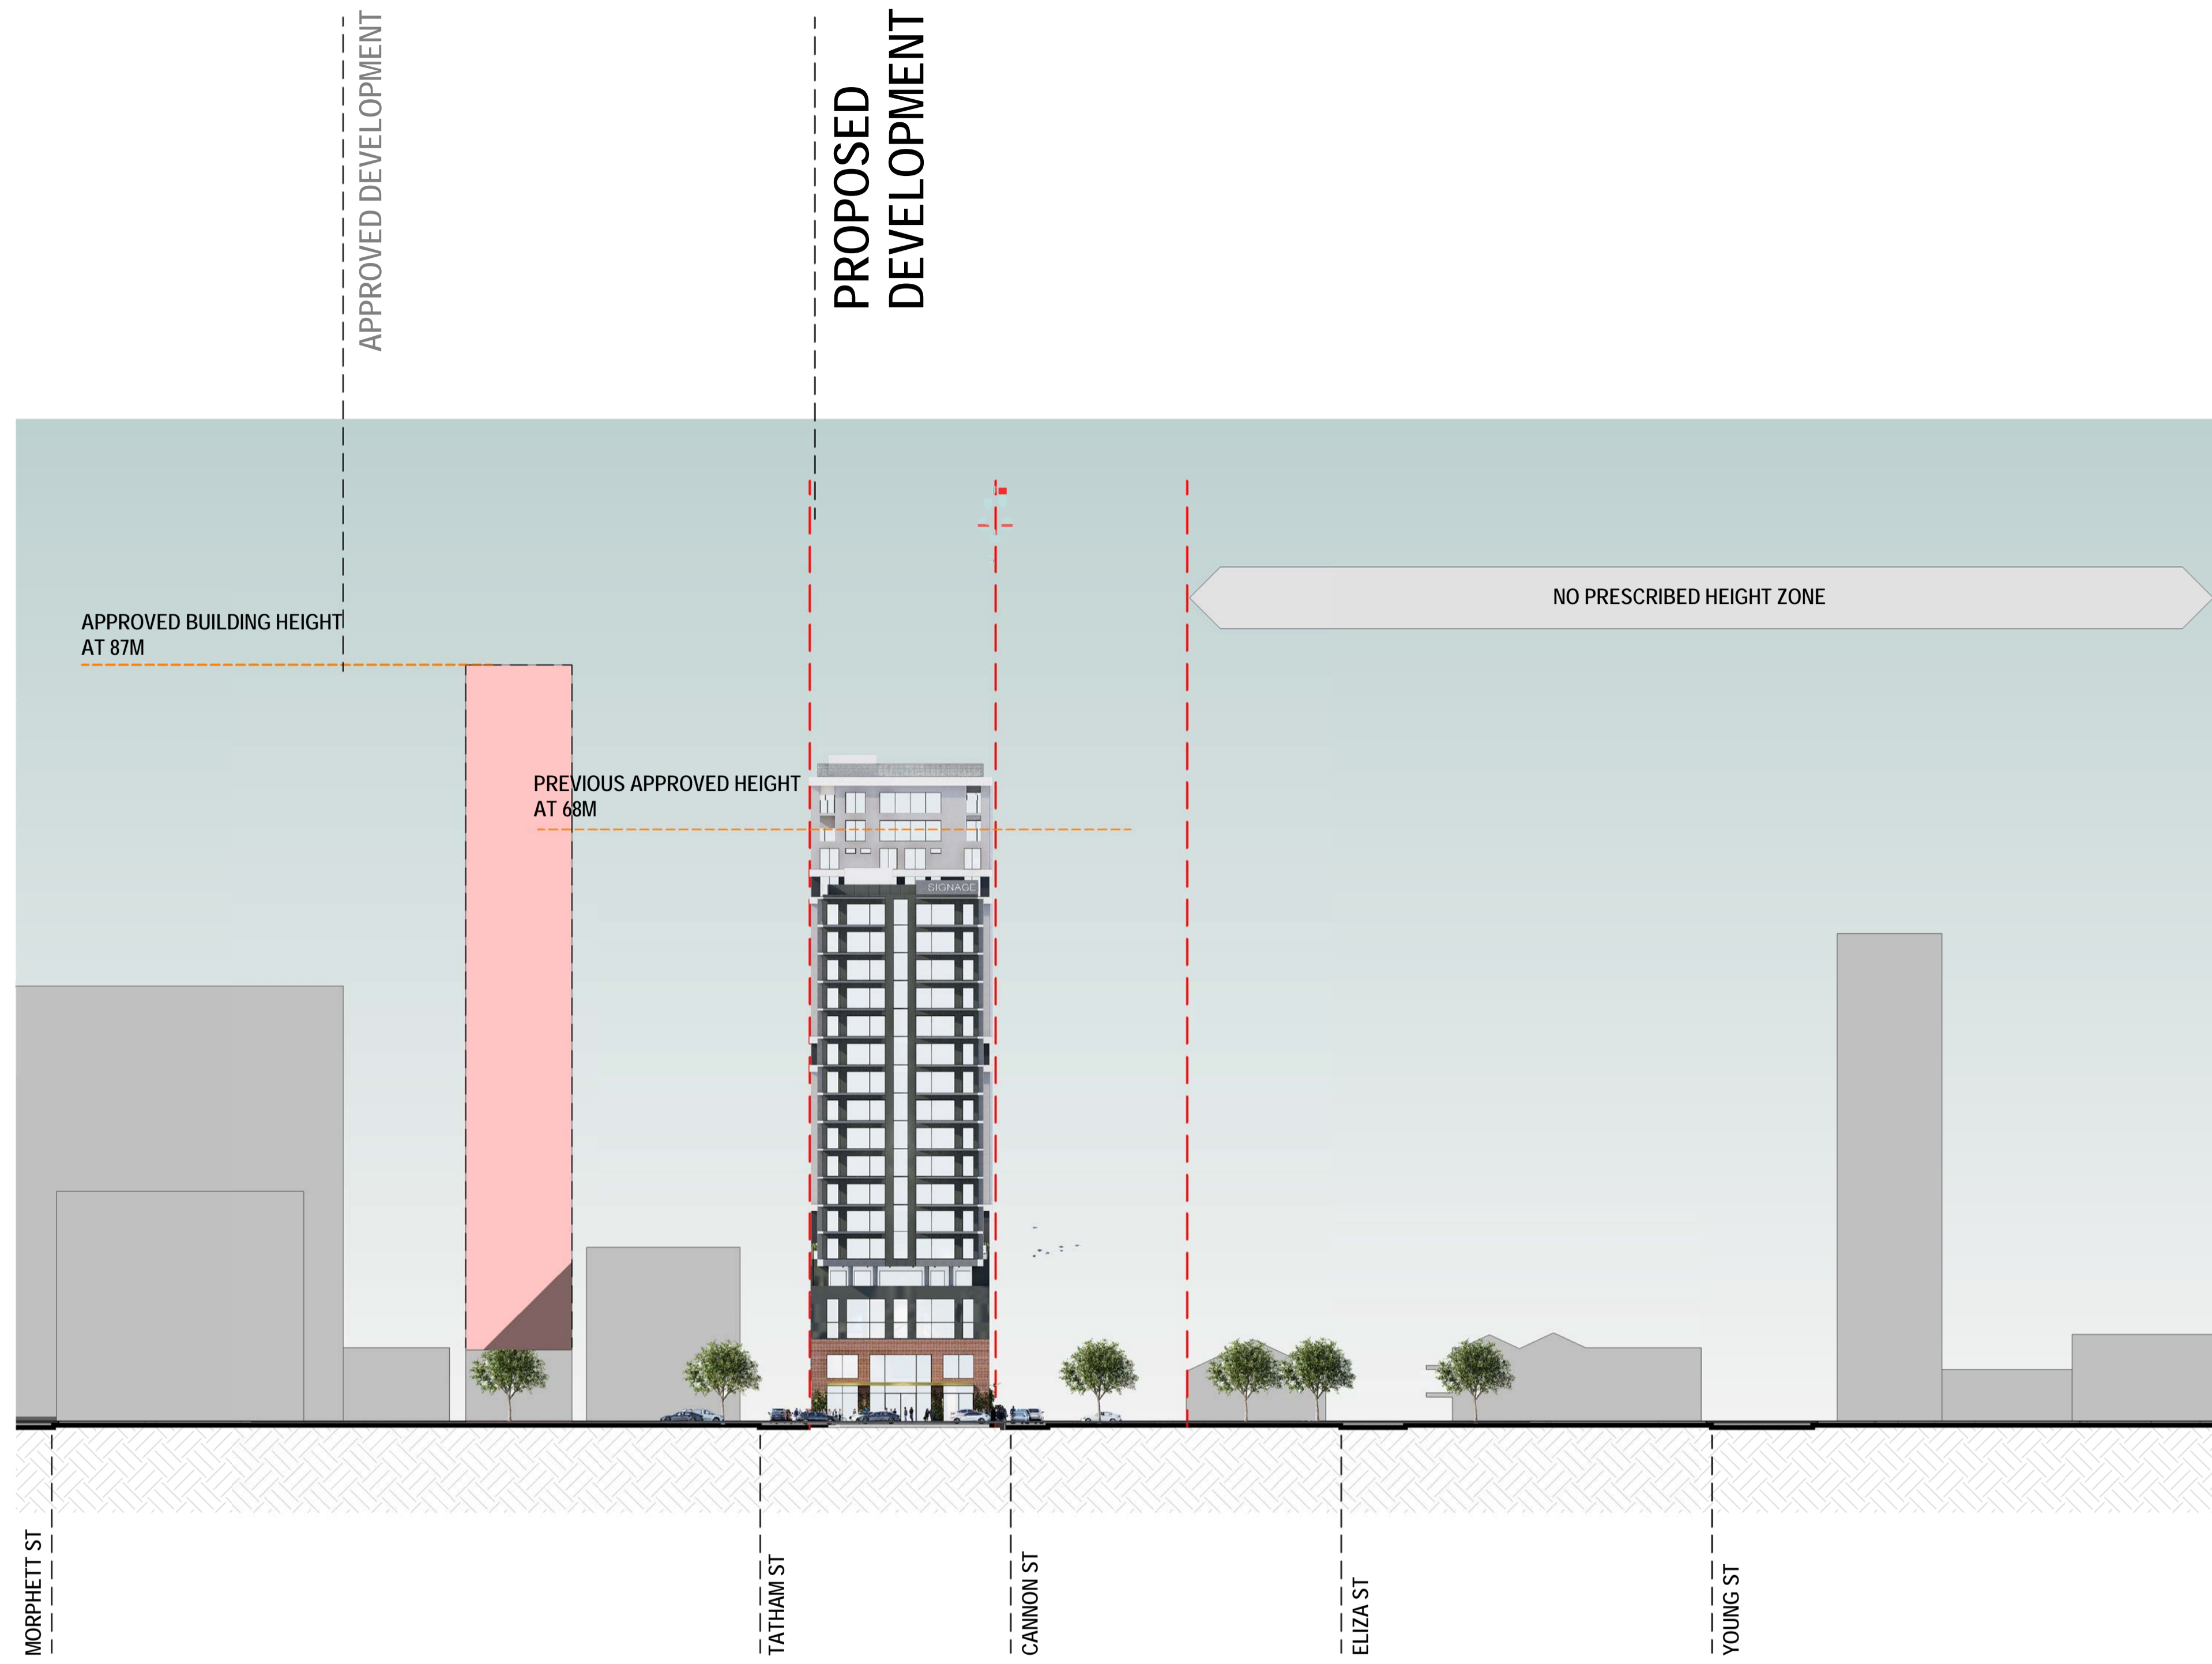 APPROVED DEVELOPMENT
PROPOSED
DEVELOPMENT
NO PRESCRIBED HEIGHT ZONE
APPROVED BUILDING HEIGHT
AT 87M
PREVIOUS APPROVED HEIGHT
AT 68M
SIGNAGE
MORPHETT ST
TATHAM ST
CANNON ST
ELIZA ST
YOUNG ST